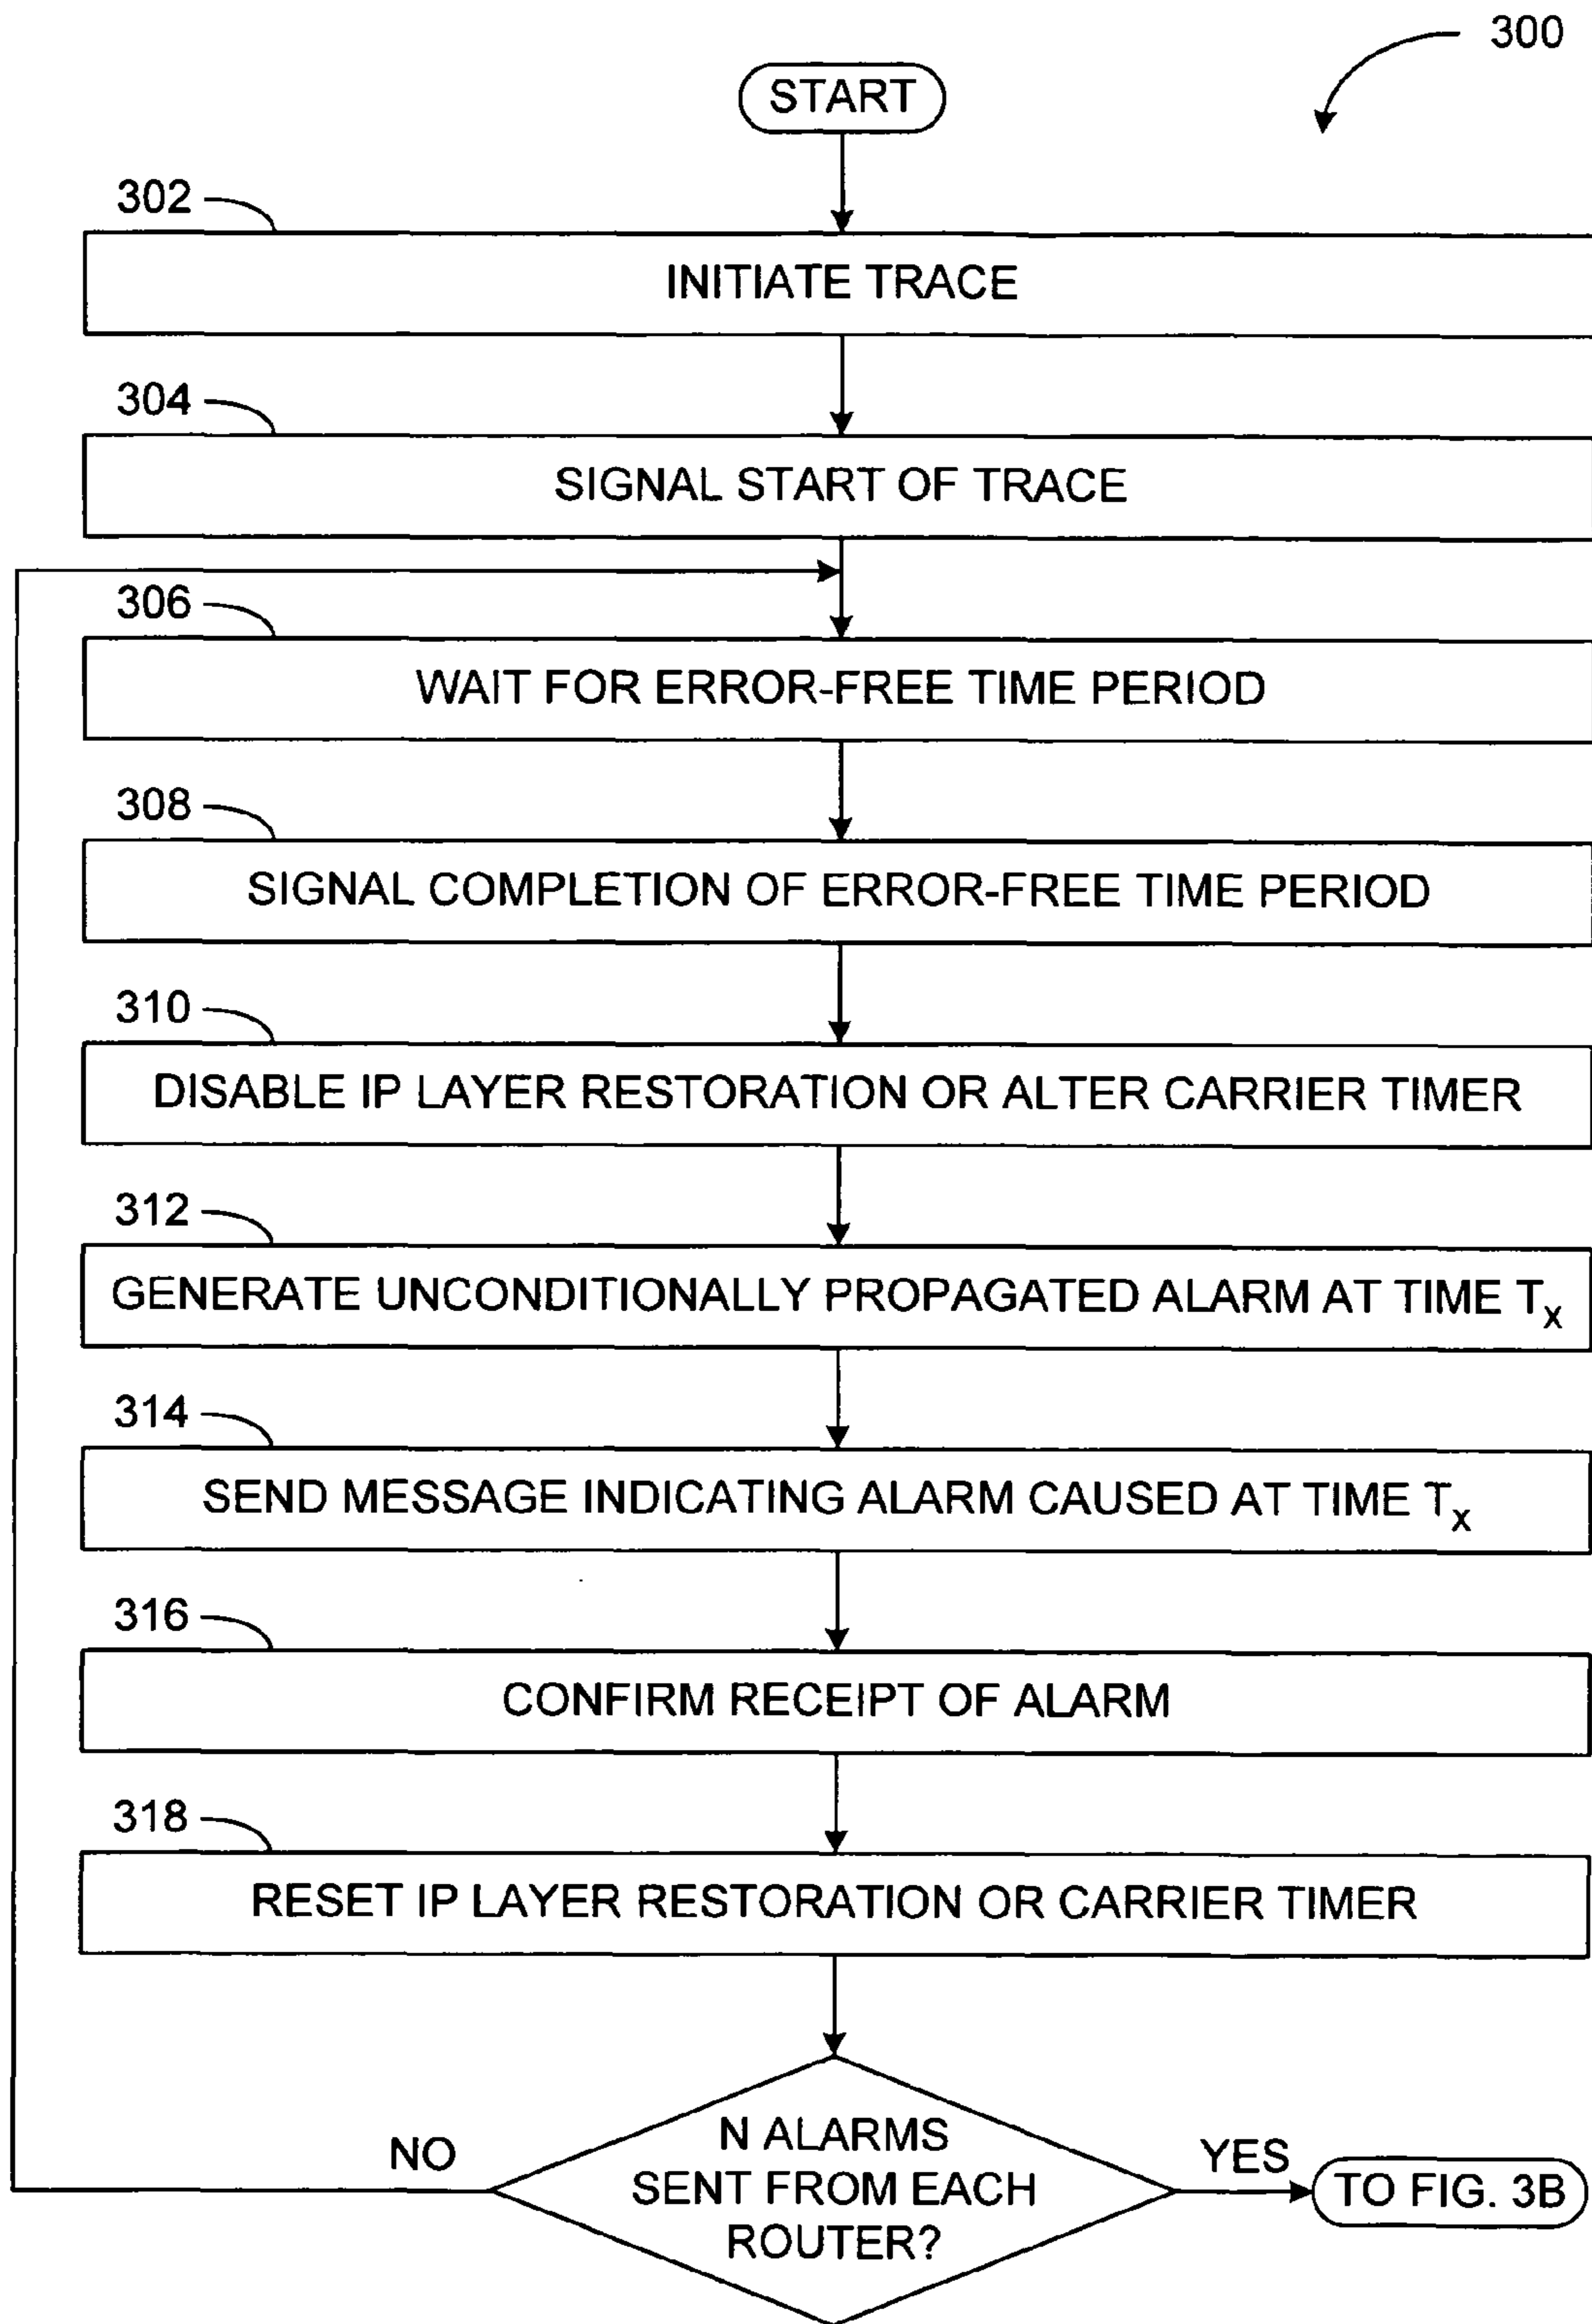 300
START
302
INITIATE TRACE
304
SIGNAL START OF TRACE
306
WAIT FOR ERROR-FREE TIME PERIOD
308
SIGNAL COMPLETION OF ERROR-FREE TIME PERIOD
310
DISABLE IP LAYER RESTORATION OR ALTER CARRIER TIMER
312
GENERATE UNCONDITIONALLY PROPAGATED ALARM AT TIME Tx
314
SEND MESSAGE INDICATING ALARM CAUSED AT TIME Tx
316
CONFIRM RECEIPT OF ALARM
318
RESET IP LAYER RESTORATION OR CARRIER TIMER
NO
N ALARMS
SENT FROM EACH
ROUTER?
YES
TO FIG. 3B